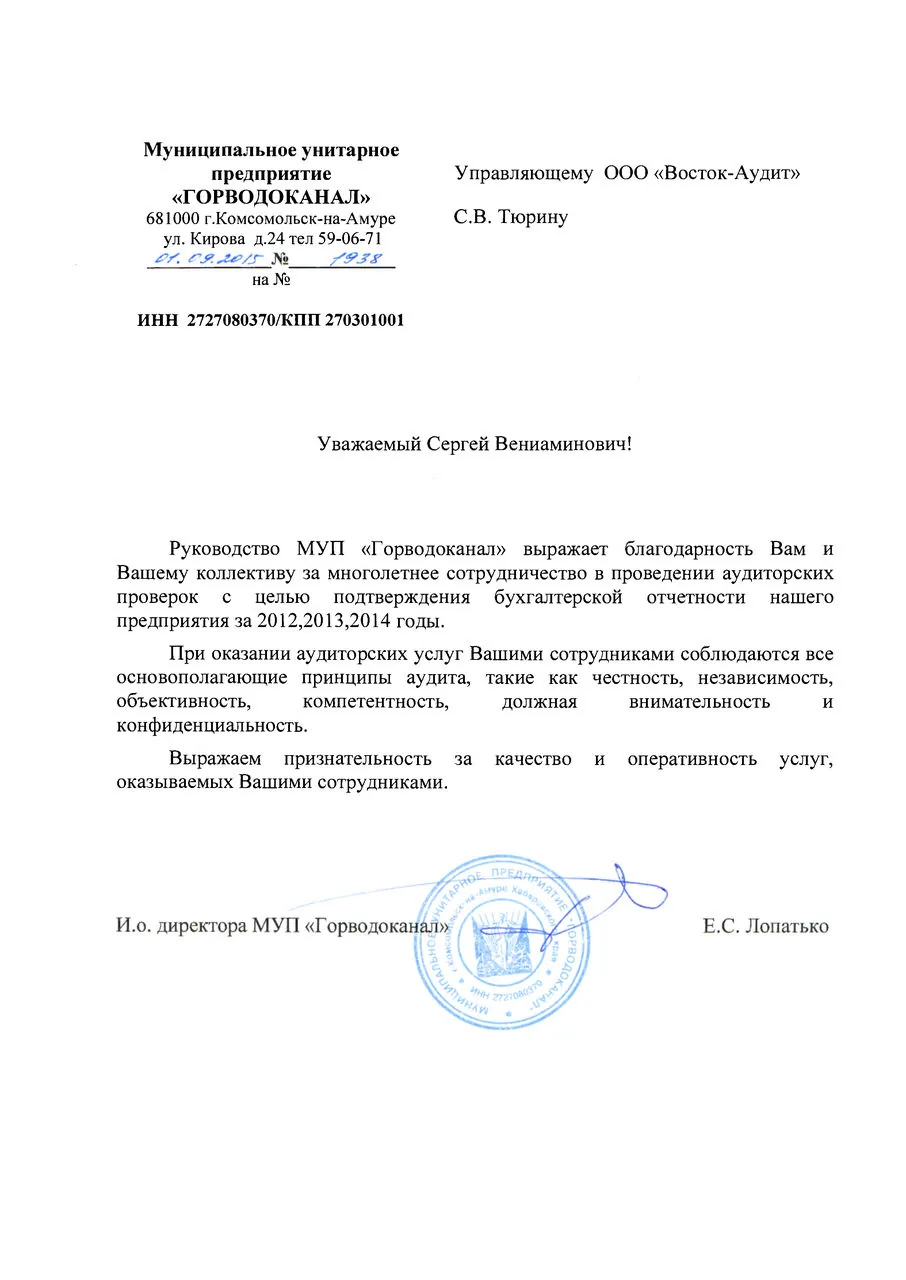 Муниципальное унитарное
предприятие
«ГОРВОДОКАНАЛ»
681000 г.Комсомольск-на-Амуре
ул. Кирова д.24 тел 59-06-71
01.09.2015 № 1938
на №
ИНН 2727080370/КПП 270301001
Управляющему ООО «Восток-Аудит»
С.В. Тюрину
Уважаемый Сергей Вениаминович!
Руководство МУП «Горводоканал» выражает благодарность Вам и
Вашему коллективу за многолетнее сотрудничество в проведении аудиторских
проверок с целью подтверждения бухгалтерской отчетности нашего
предприятия за 2012,2013,2014 годы.
При оказании аудиторских услуг Вашими сотрудниками соблюдаются все
основополагающие принципы аудита, такие как честность, независимость,
объективность, компетентность, должная внимательность и
конфиденциальность.
Выражаем признательность за качество и оперативность услуг,
оказываемых Вашими сотрудниками.
И.о. директора МУП «Горводоканал» Е.С. Лопатько
МУНИЦИПАЛЬНОЕ УНИТАРНОЕ ПРЕДПРИЯТИЕ "ГОРВОДОКАНАЛ"
г.Комсомольск-на-Амуре Хабаровский край
ИНН 2727080370